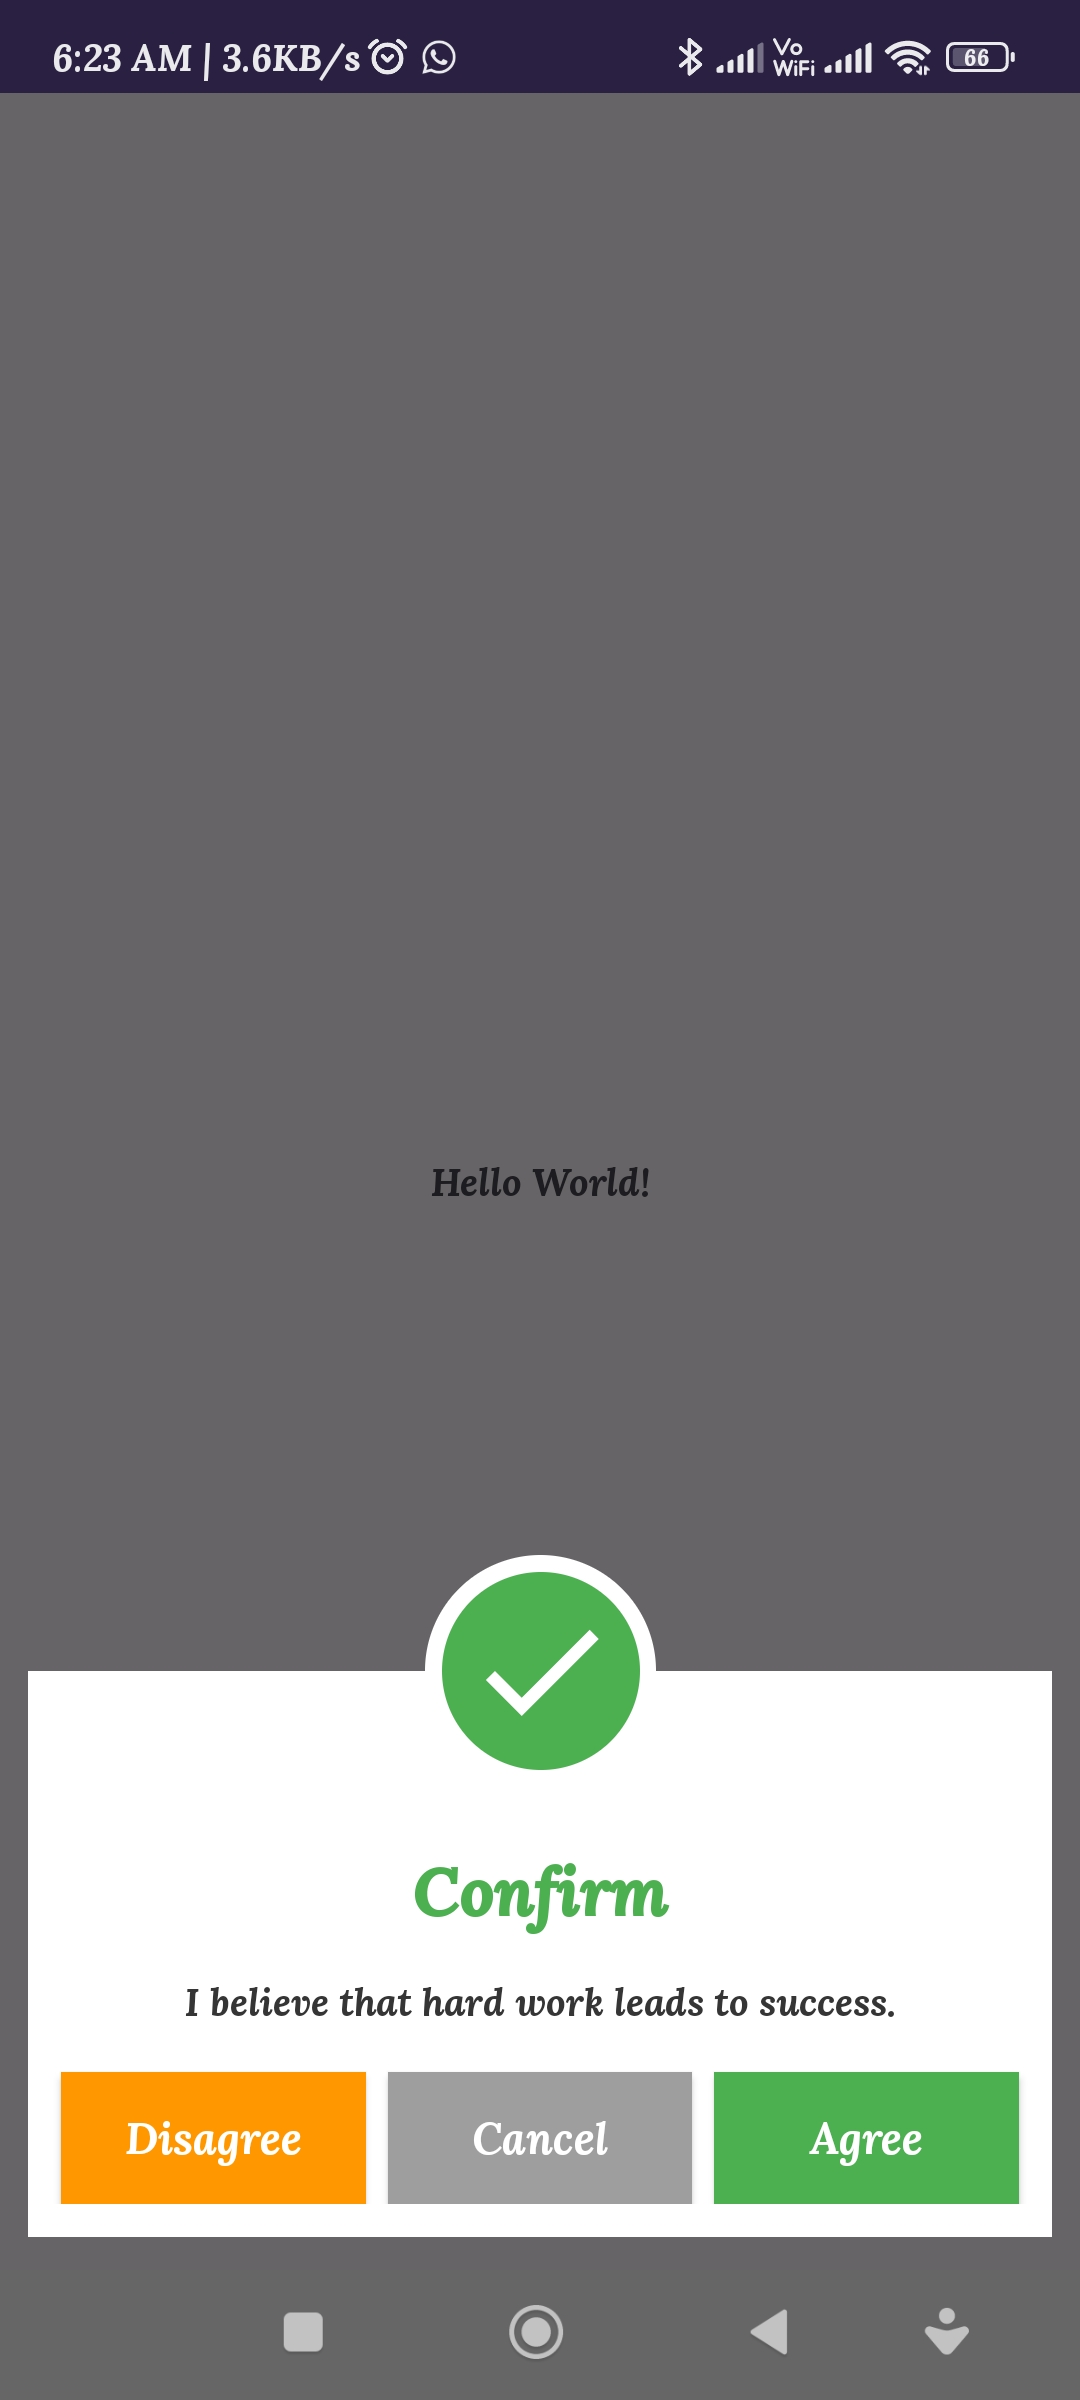 6:23 AM | 3.6KB/s Vo WiFi 66
Hello World!
Confirm
I believe that hard work leads to success.
Disagree Cancel Agree